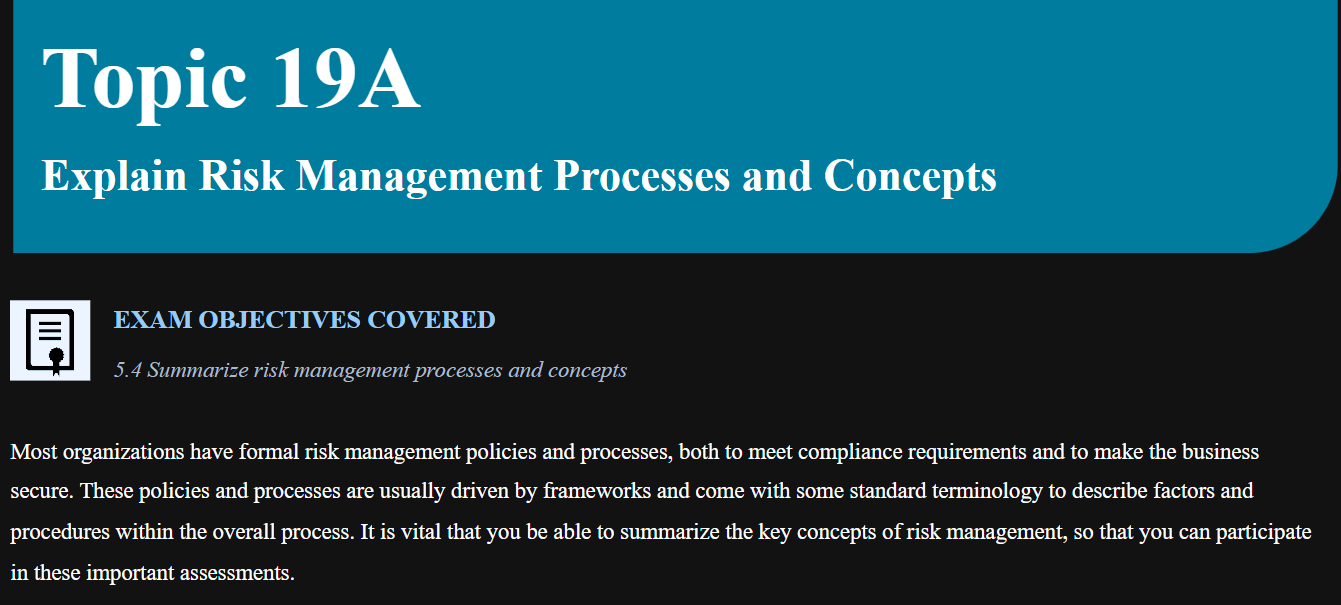 Topic 19A
Explain Risk Management Processes and Concepts
EXAM OBJECTIVES COVERED
5.4 Summarize risk management processes and concepts
Most organizations have formal risk management policies and processes, both to meet compliance requirements and to make the business
secure. These policies and processes are usually driven by frameworks and come with some standard terminology to describe factors and
procedures within the overall process. It is vital that you be able to summarize the key concepts of risk management, so that you can participate
in these important assessments.